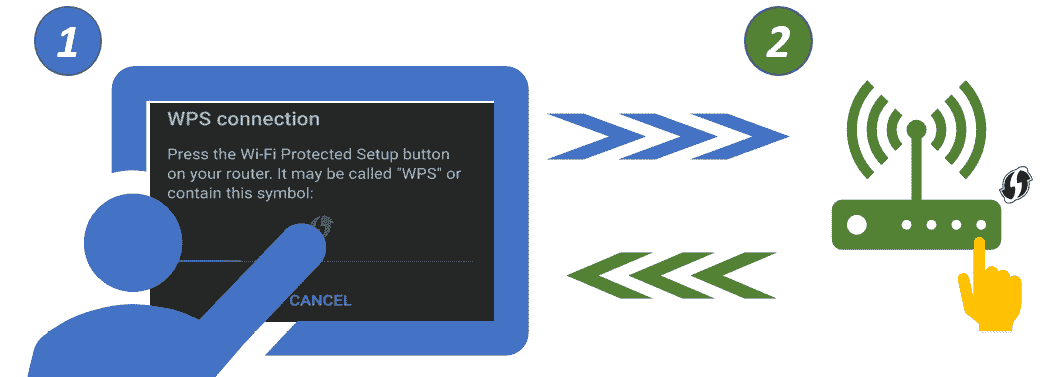 1
2
WPS connection
Press the Wi-Fi Protected Setup button
on your router. It may be called "WPS" or
contain this symbol:
CANCEL